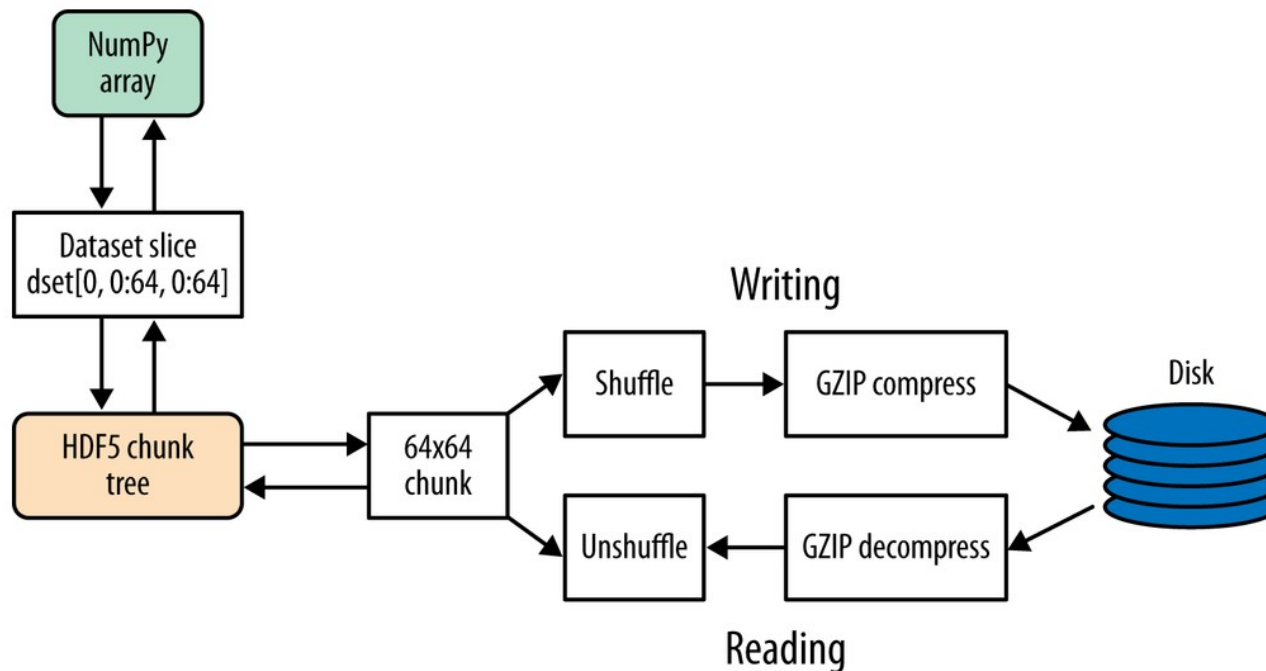 NumPy
array
Dataset slice
dset[0, 0:64, 0:64]
HDF5 chunk
tree
64x64
chunk
Writing
Shuffle
GZIP compress
Disk
Unshuffle
GZIP decompress
Reading